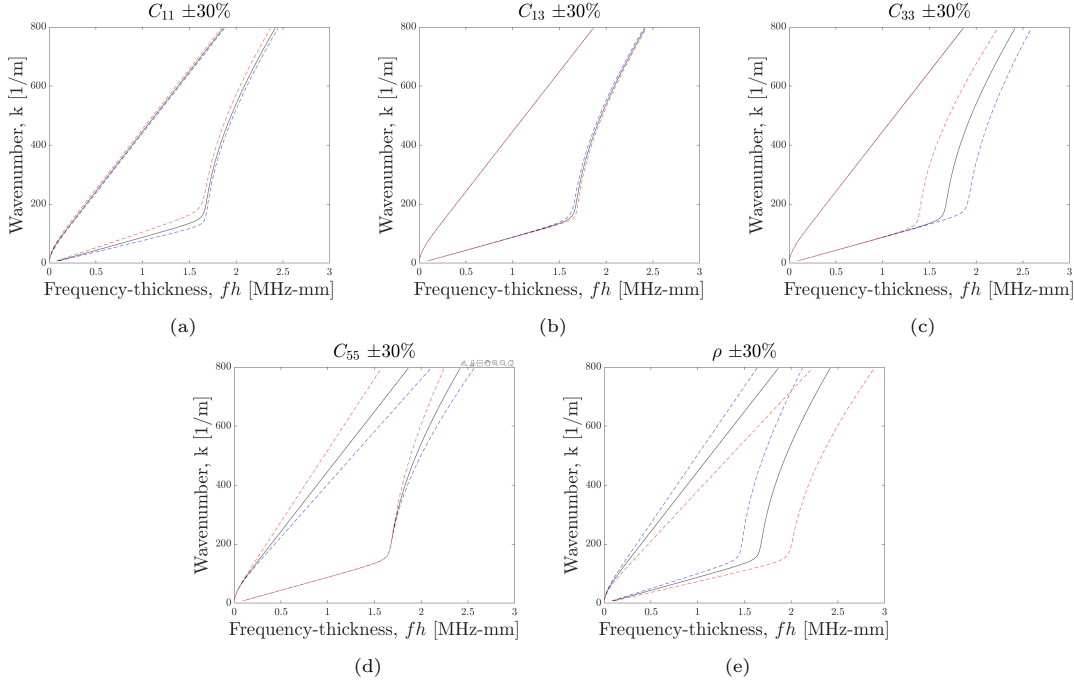 C₁₁ ±30%
800
600
400
200
0
0 0.5 1 1.5 2 2.5 3
Wavenumber, k [1/m]
Frequency-thickness, fh [MHz-mm]
(a)
C₁₃ ±30%
800
600
400
200
0
0 0.5 1 1.5 2 2.5 3
Wavenumber, k [1/m]
Frequency-thickness, fh [MHz-mm]
(b)
C₃₃ ±30%
800
600
400
200
0
0 0.5 1 1.5 2 2.5 3
Wavenumber, k [1/m]
Frequency-thickness, fh [MHz-mm]
(c)
C₅₅ ±30%
800
600
400
200
0
0 0.5 1 1.5 2 2.5 3
Wavenumber, k [1/m]
Frequency-thickness, fh [MHz-mm]
(d)
ρ ±30%
800
600
400
200
0
0 0.5 1 1.5 2 2.5 3
Wavenumber, k [1/m]
Frequency-thickness, fh [MHz-mm]
(e)